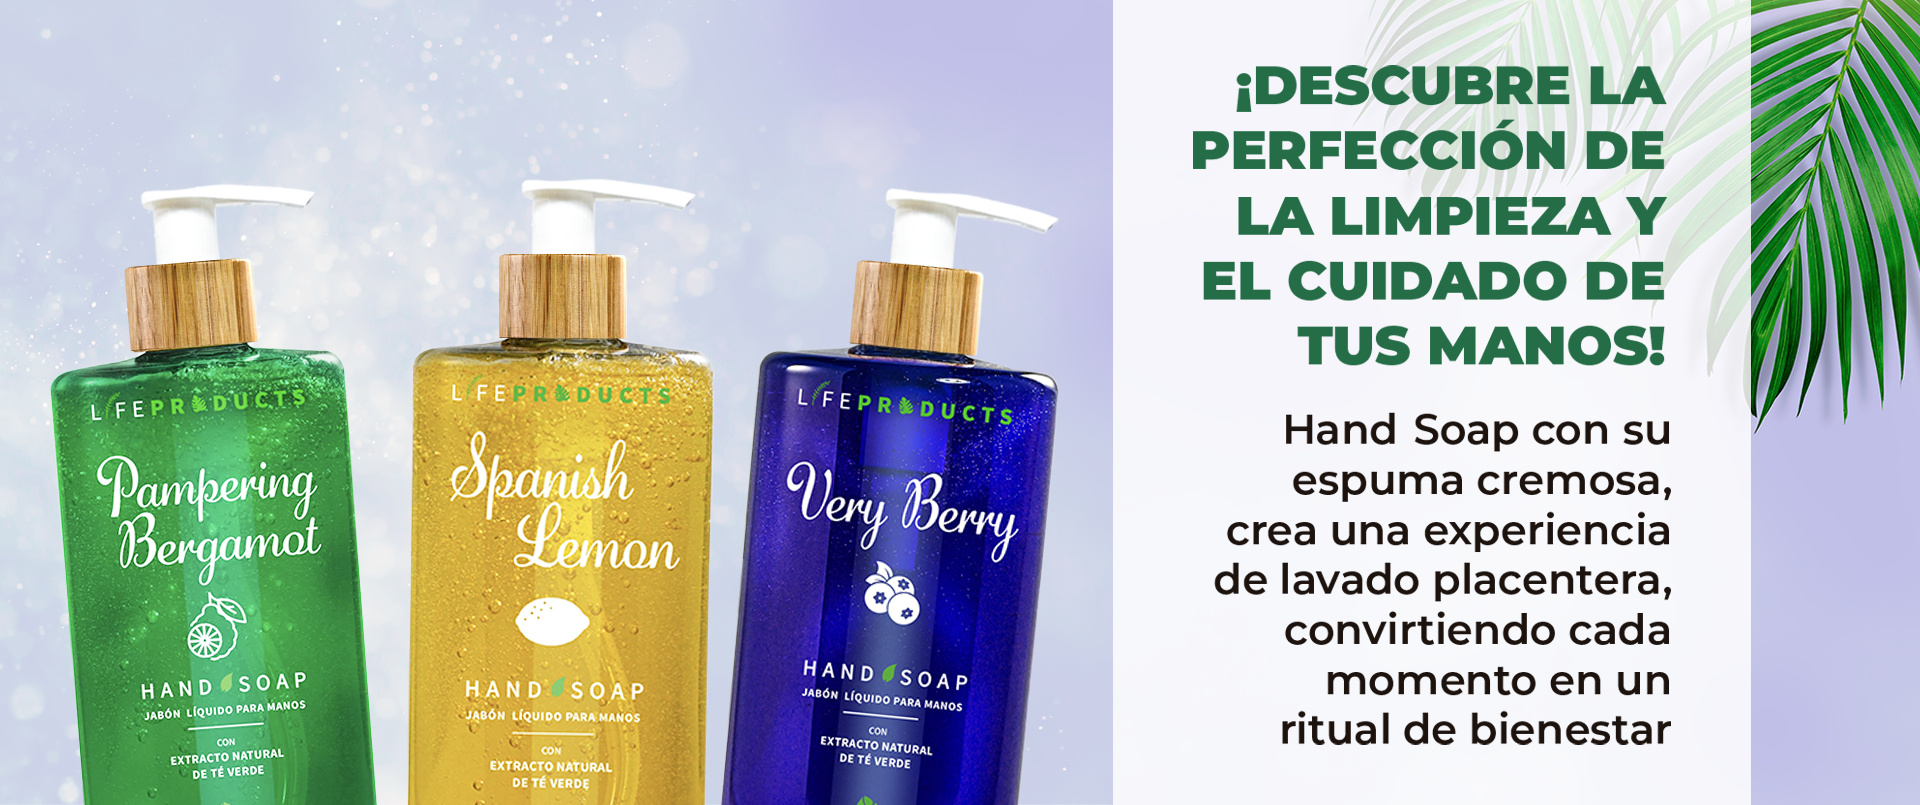 LIFEPRODUCTS
Pampering
Bergamot
HAND SOAP
JABÓN LÍQUIDO PARA MANOS
CON
EXTRACTO NATURAL
DE TÉ VERDE
LIFEPRODUCTS
Spanish
Lemon
HAND SOAP
JABÓN LÍQUIDO PARA MANOS
CON
EXTRACTO NATURAL
DE TÉ VERDE
LIFEPRODUCTS
Very Berry
HAND SOAP
JABÓN LÍQUIDO PARA MANOS
CON
EXTRACTO NATURAL
DE TÉ VERDE
¡DESCUBRE LA
PERFECCIÓN DE
LA LIMPIEZA Y
EL CUIDADO DE
TUS MANOS!
Hand Soap con su
espuma cremosa,
crea una experiencia
de lavado placentera,
convirtiendo cada
momento en un
ritual de bienestar